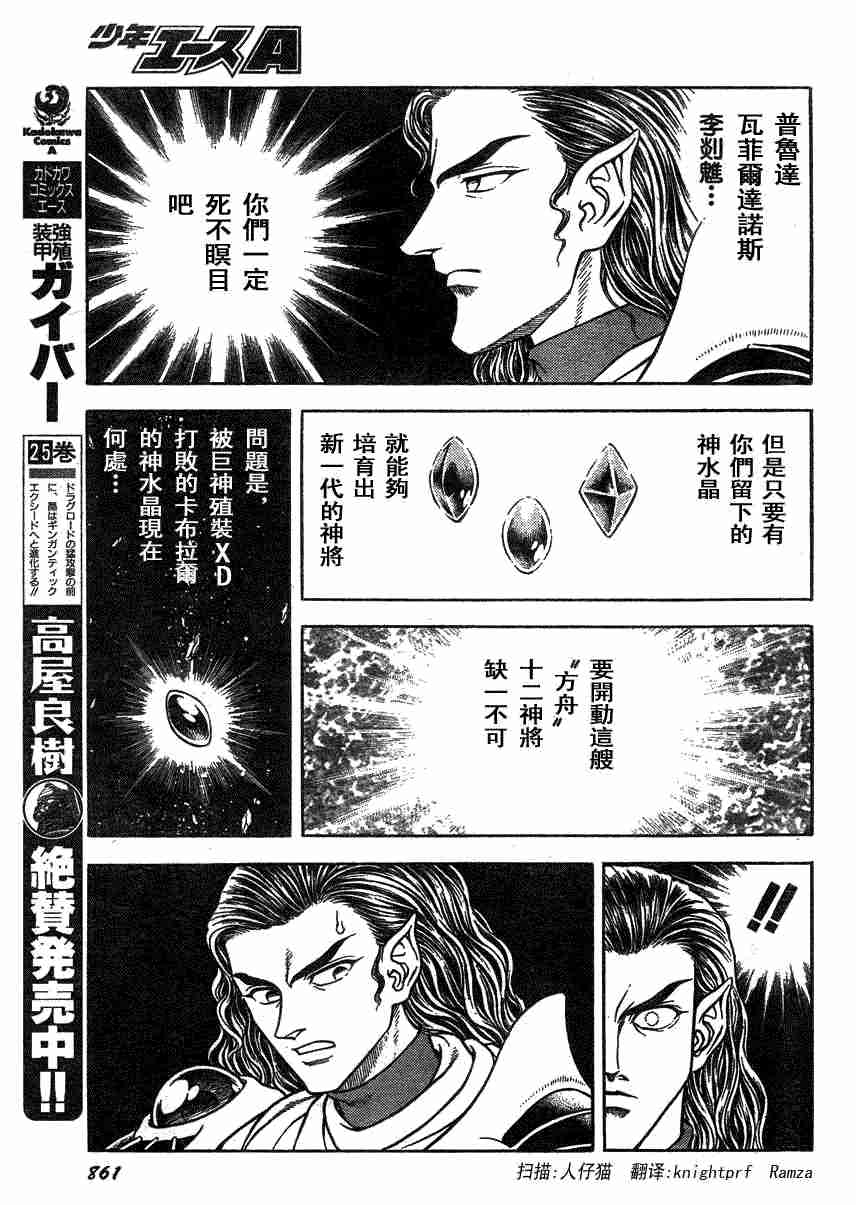 少年エースA
普魯達
瓦菲爾達諾斯
李剡魋…
你們一定
死不瞑目
吧
但是只要有
你們留下的
神水晶
就能夠
培育出
新一代的神將
要開動這艘
〝方舟〞
十二神將
缺一不可
問題是,
被巨神殖裝XD
打敗的卡布拉爾
的神水晶現在
何處…
!!
Kadokawa
Comics
A
カドカワ
コミックス
エース
強殖
装甲
ガイバー
25巻
ドラグロードの猛攻撃の前
に、晶はギガンティック
エクシードへと進化する!!
高屋良樹
絶賛発売中!!
861
扫描:人仔猫 翻译:knightprf Ramza